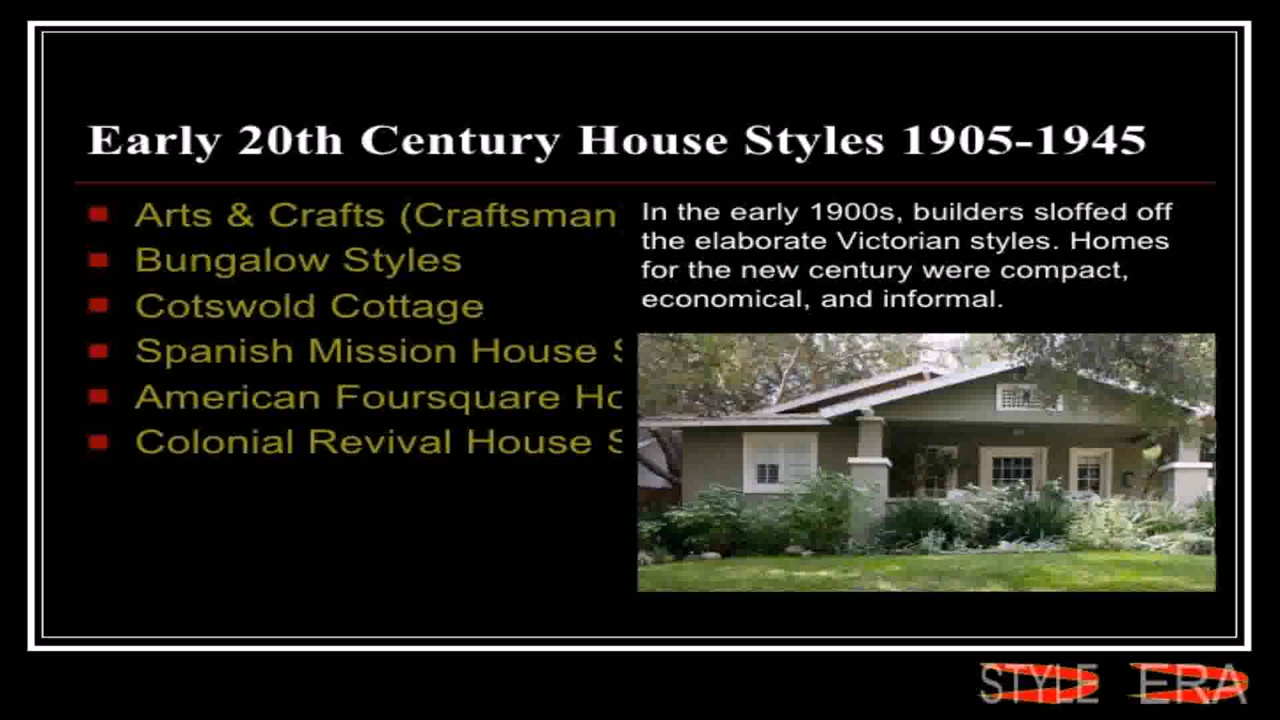 Early 20th Century House Styles 1905-1945
Arts & Crafts (Craftsman
Bungalow Styles
Cotswold Cottage
Spanish Mission House
American Foursquare
Colonial Revival House
In the early 1900s, builders sloffed off
the elaborate Victorian styles. Homes
for the new century were compact,
economical, and informal.
STYLE ERA